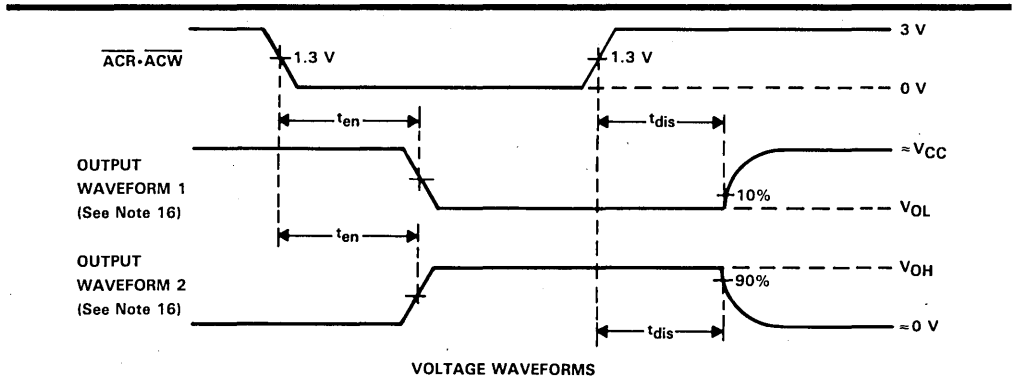 3 V
ACR•ACW
1.3 V
1.3 V
0 V
ten
tdis
≈VCC
OUTPUT
WAVEFORM 1
(See Note 16)
10%
VOL
ten
OUTPUT
WAVEFORM 2
(See Note 16)
VOH
90%
≈0 V
tdis
VOLTAGE WAVEFORMS